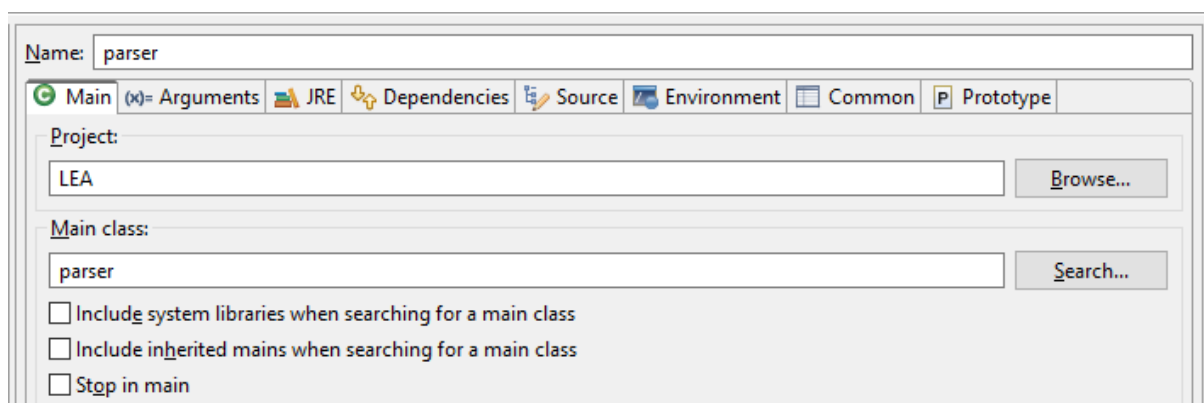 Name: parser
Main (x)= Arguments JRE Dependencies Source Environment Common P Prototype
Project:
LEA Browse...
Main class:
parser Search...
Include system libraries when searching for a main class
Include inherited mains when searching for a main class
Stop in main